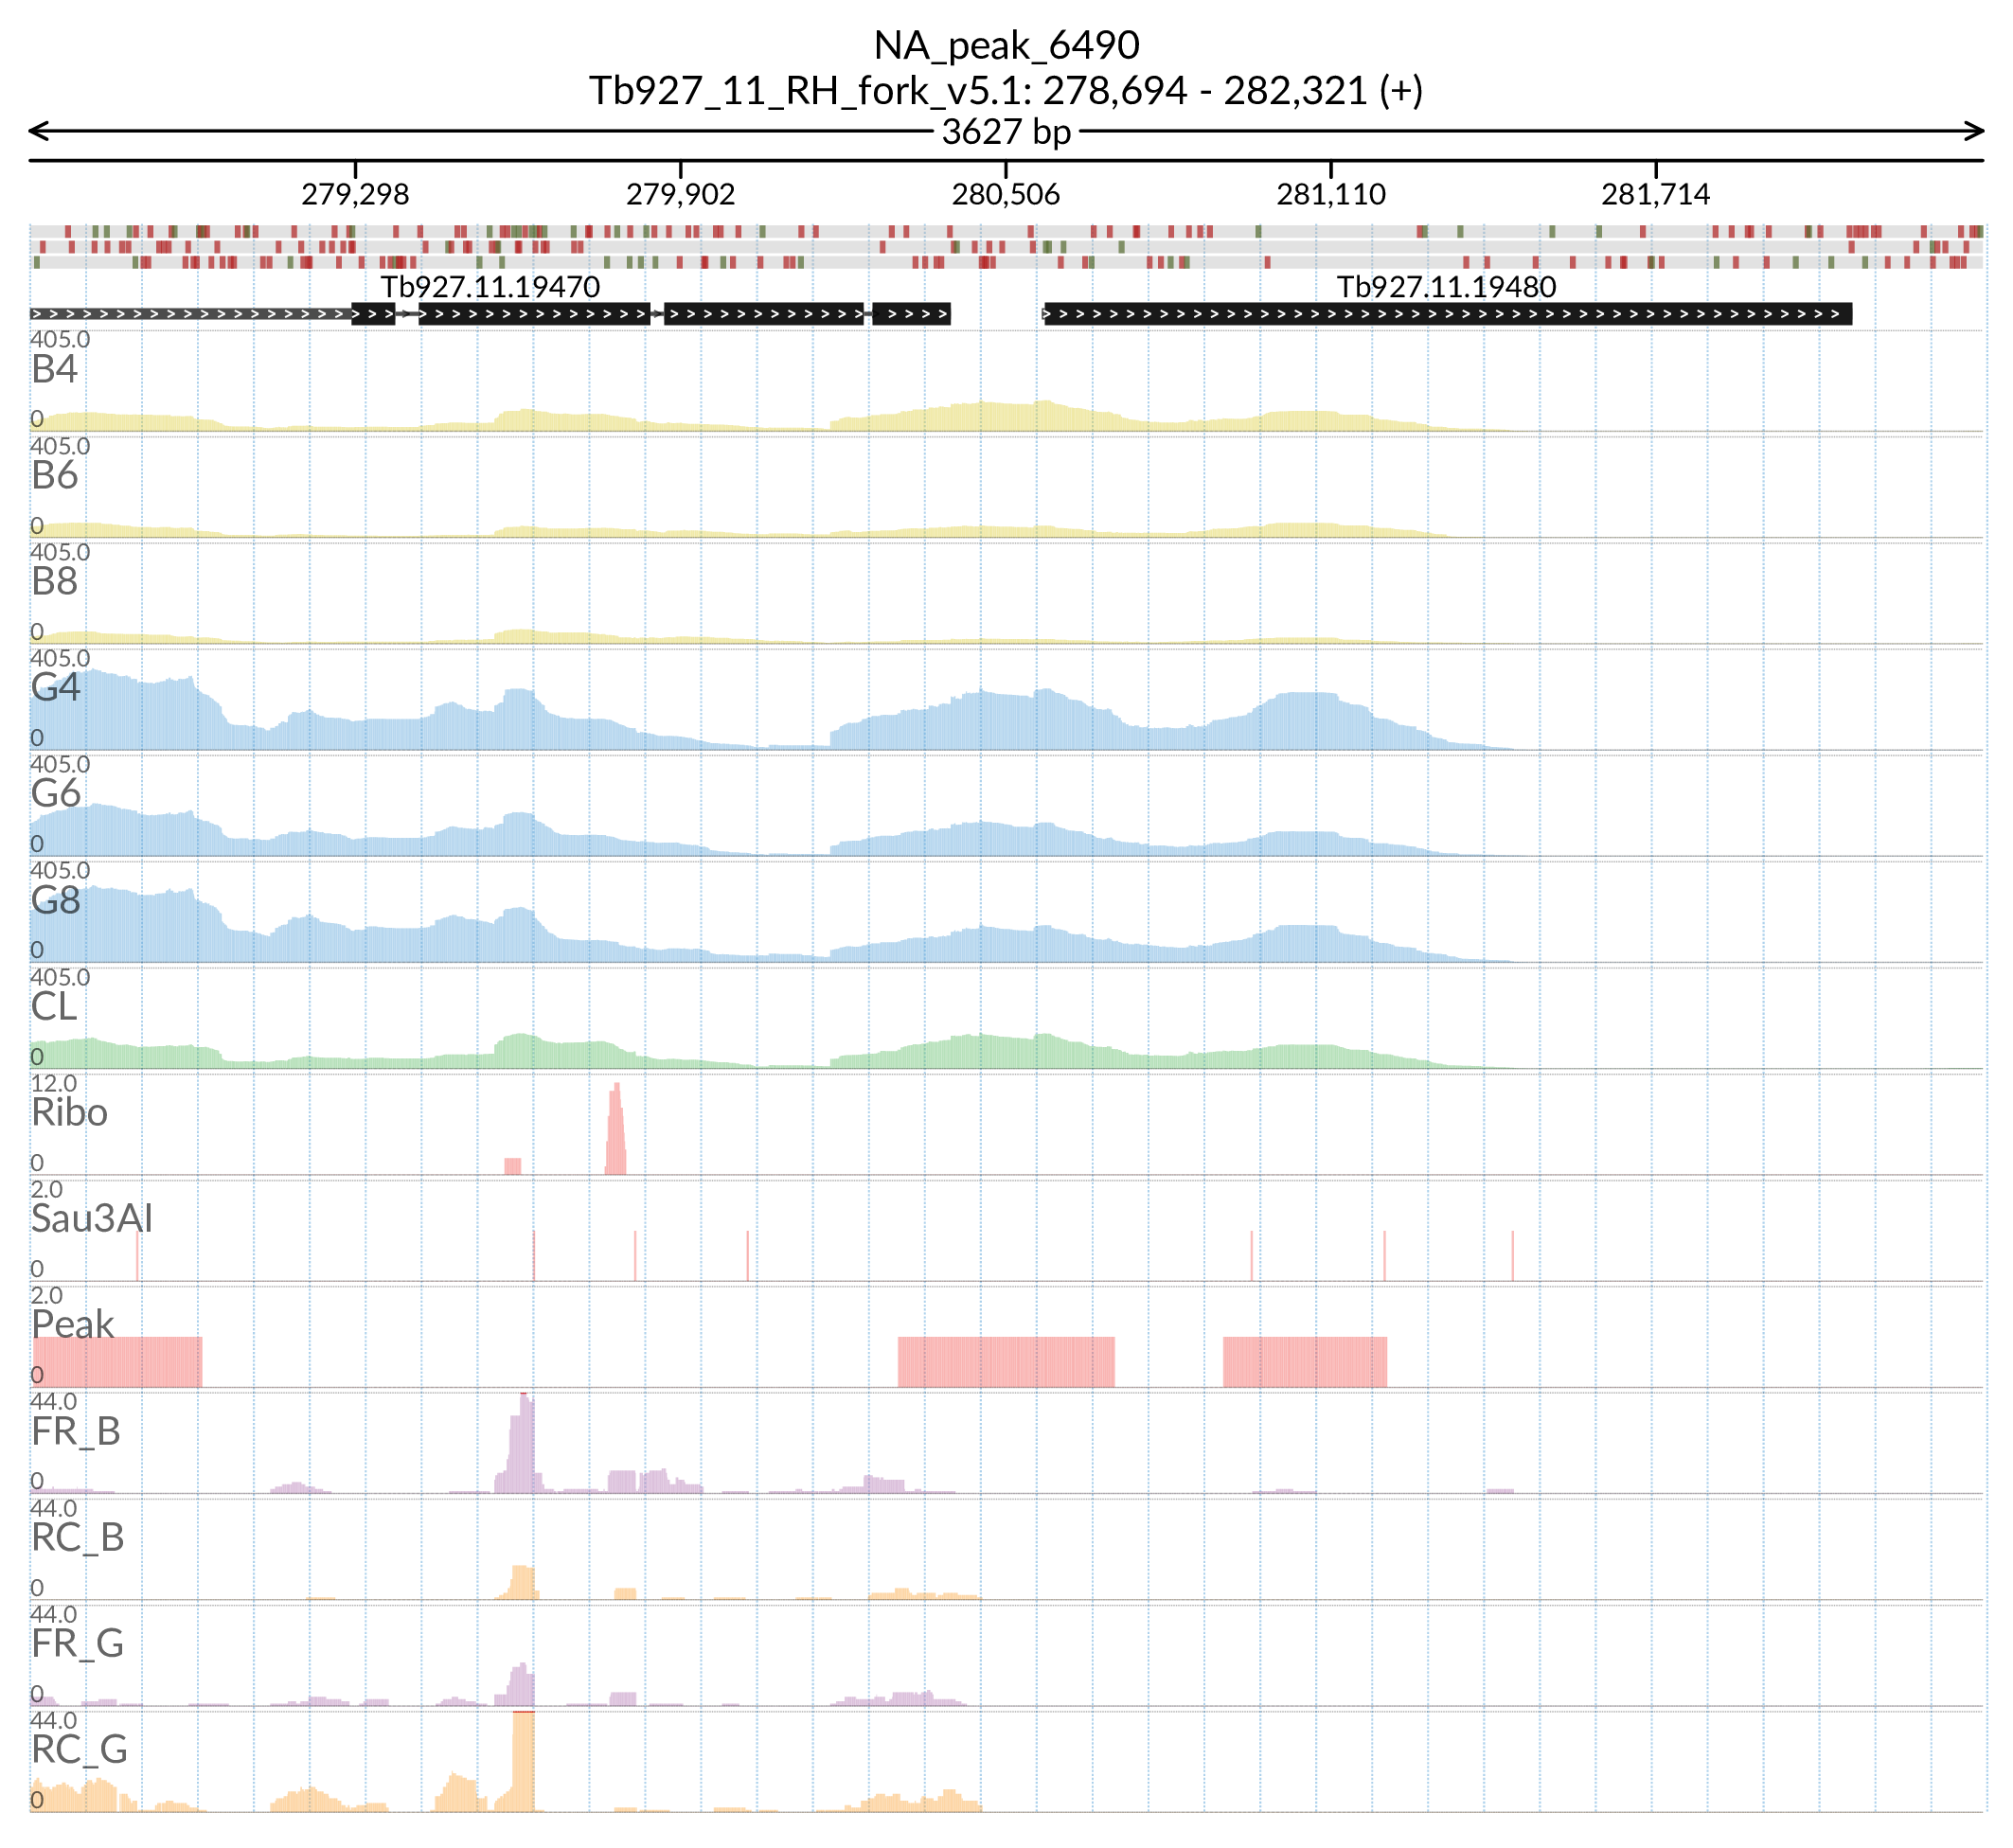 NA_peak_6490
Tb927_11_RH_fork_v5.1: 278,694 - 282,321 (+)
3627 bp
279,298 279,902 280,506 281,110 281,714
Tb927.11.19470 Tb927.11.19480
405.0
B4
0
405.0
B6
0
405.0
B8
0
405.0
G4
0
405.0
G6
0
405.0
G8
0
405.0
CL
0
12.0
Ribo
0
2.0
Sau3AI
0
2.0
Peak
0
44.0
FR_B
0
44.0
RC_B
0
44.0
FR_G
0
44.0
RC_G
0